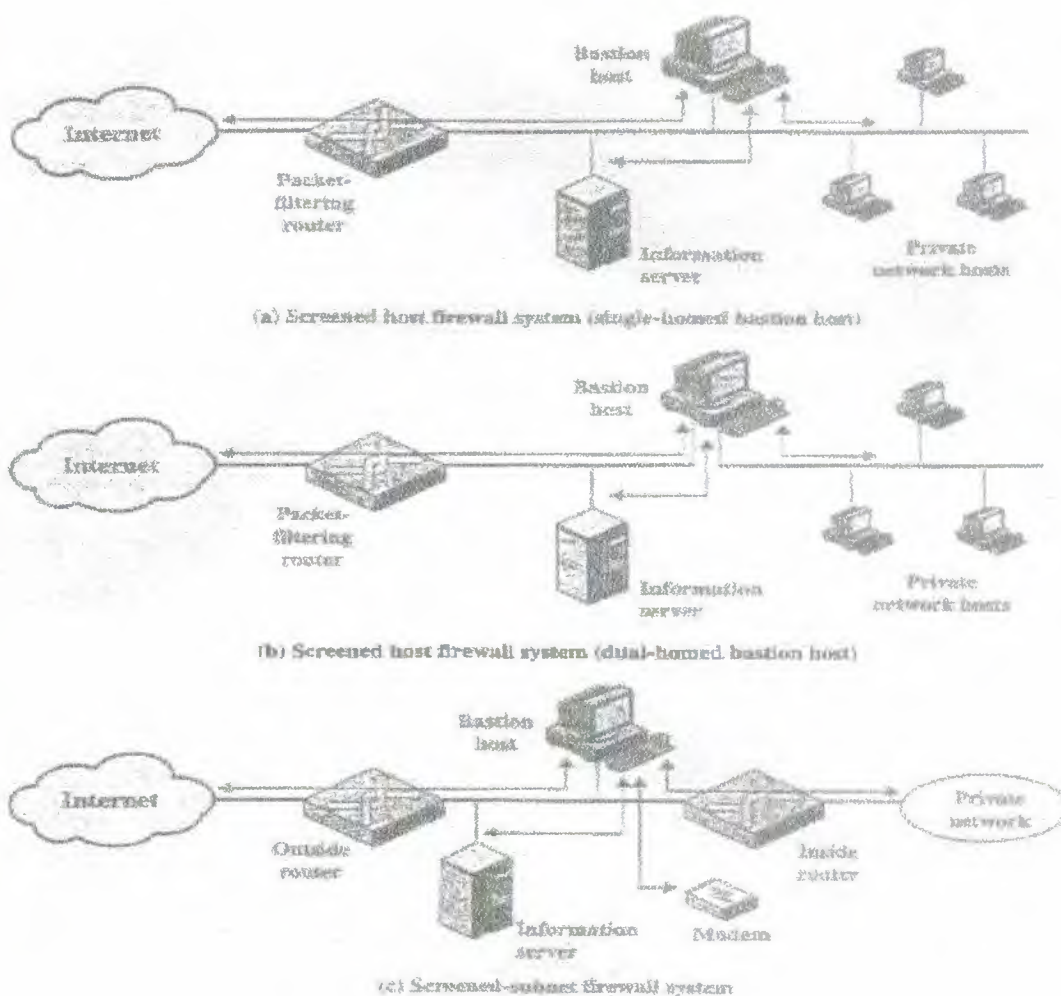 Bastion
host
Internet
Packet-
filtering
router
Information
server
Private
network hosts
(a) Screened host firewall system (single-homed bastion host)
Bastion
host
Internet
Packet-
filtering
router
Information
server
Private
network hosts
(b) Screened host firewall system (dual-homed bastion host)
Bastion
host
Internet
Private
network
Outside
router
Inside
router
Information
server
Modem
(c) Screened-subnet firewall system